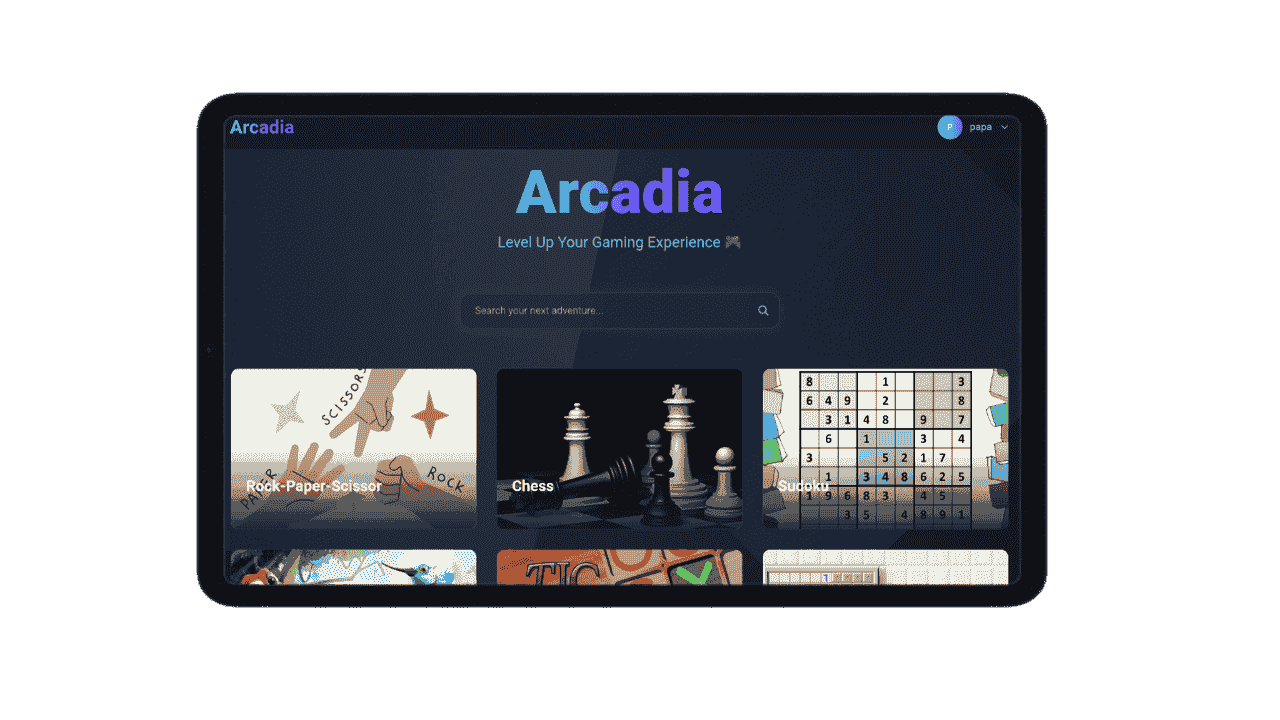 Arcadia
P papa
Arcadia
Level Up Your Gaming Experience 🎮
Search your next adventure...
SCISSORS
PAPER
ROCK
Rock-Paper-Scissor
Chess
8 1 3
6 4 9 2 8
3 1 4 8 9 7
6 1 3 4
3 5 2 1 7
1 3 4 8 6 2 5
1 9 6 8 3 4 5
3 5 4 8 9 1
Sudoku
TIC
1